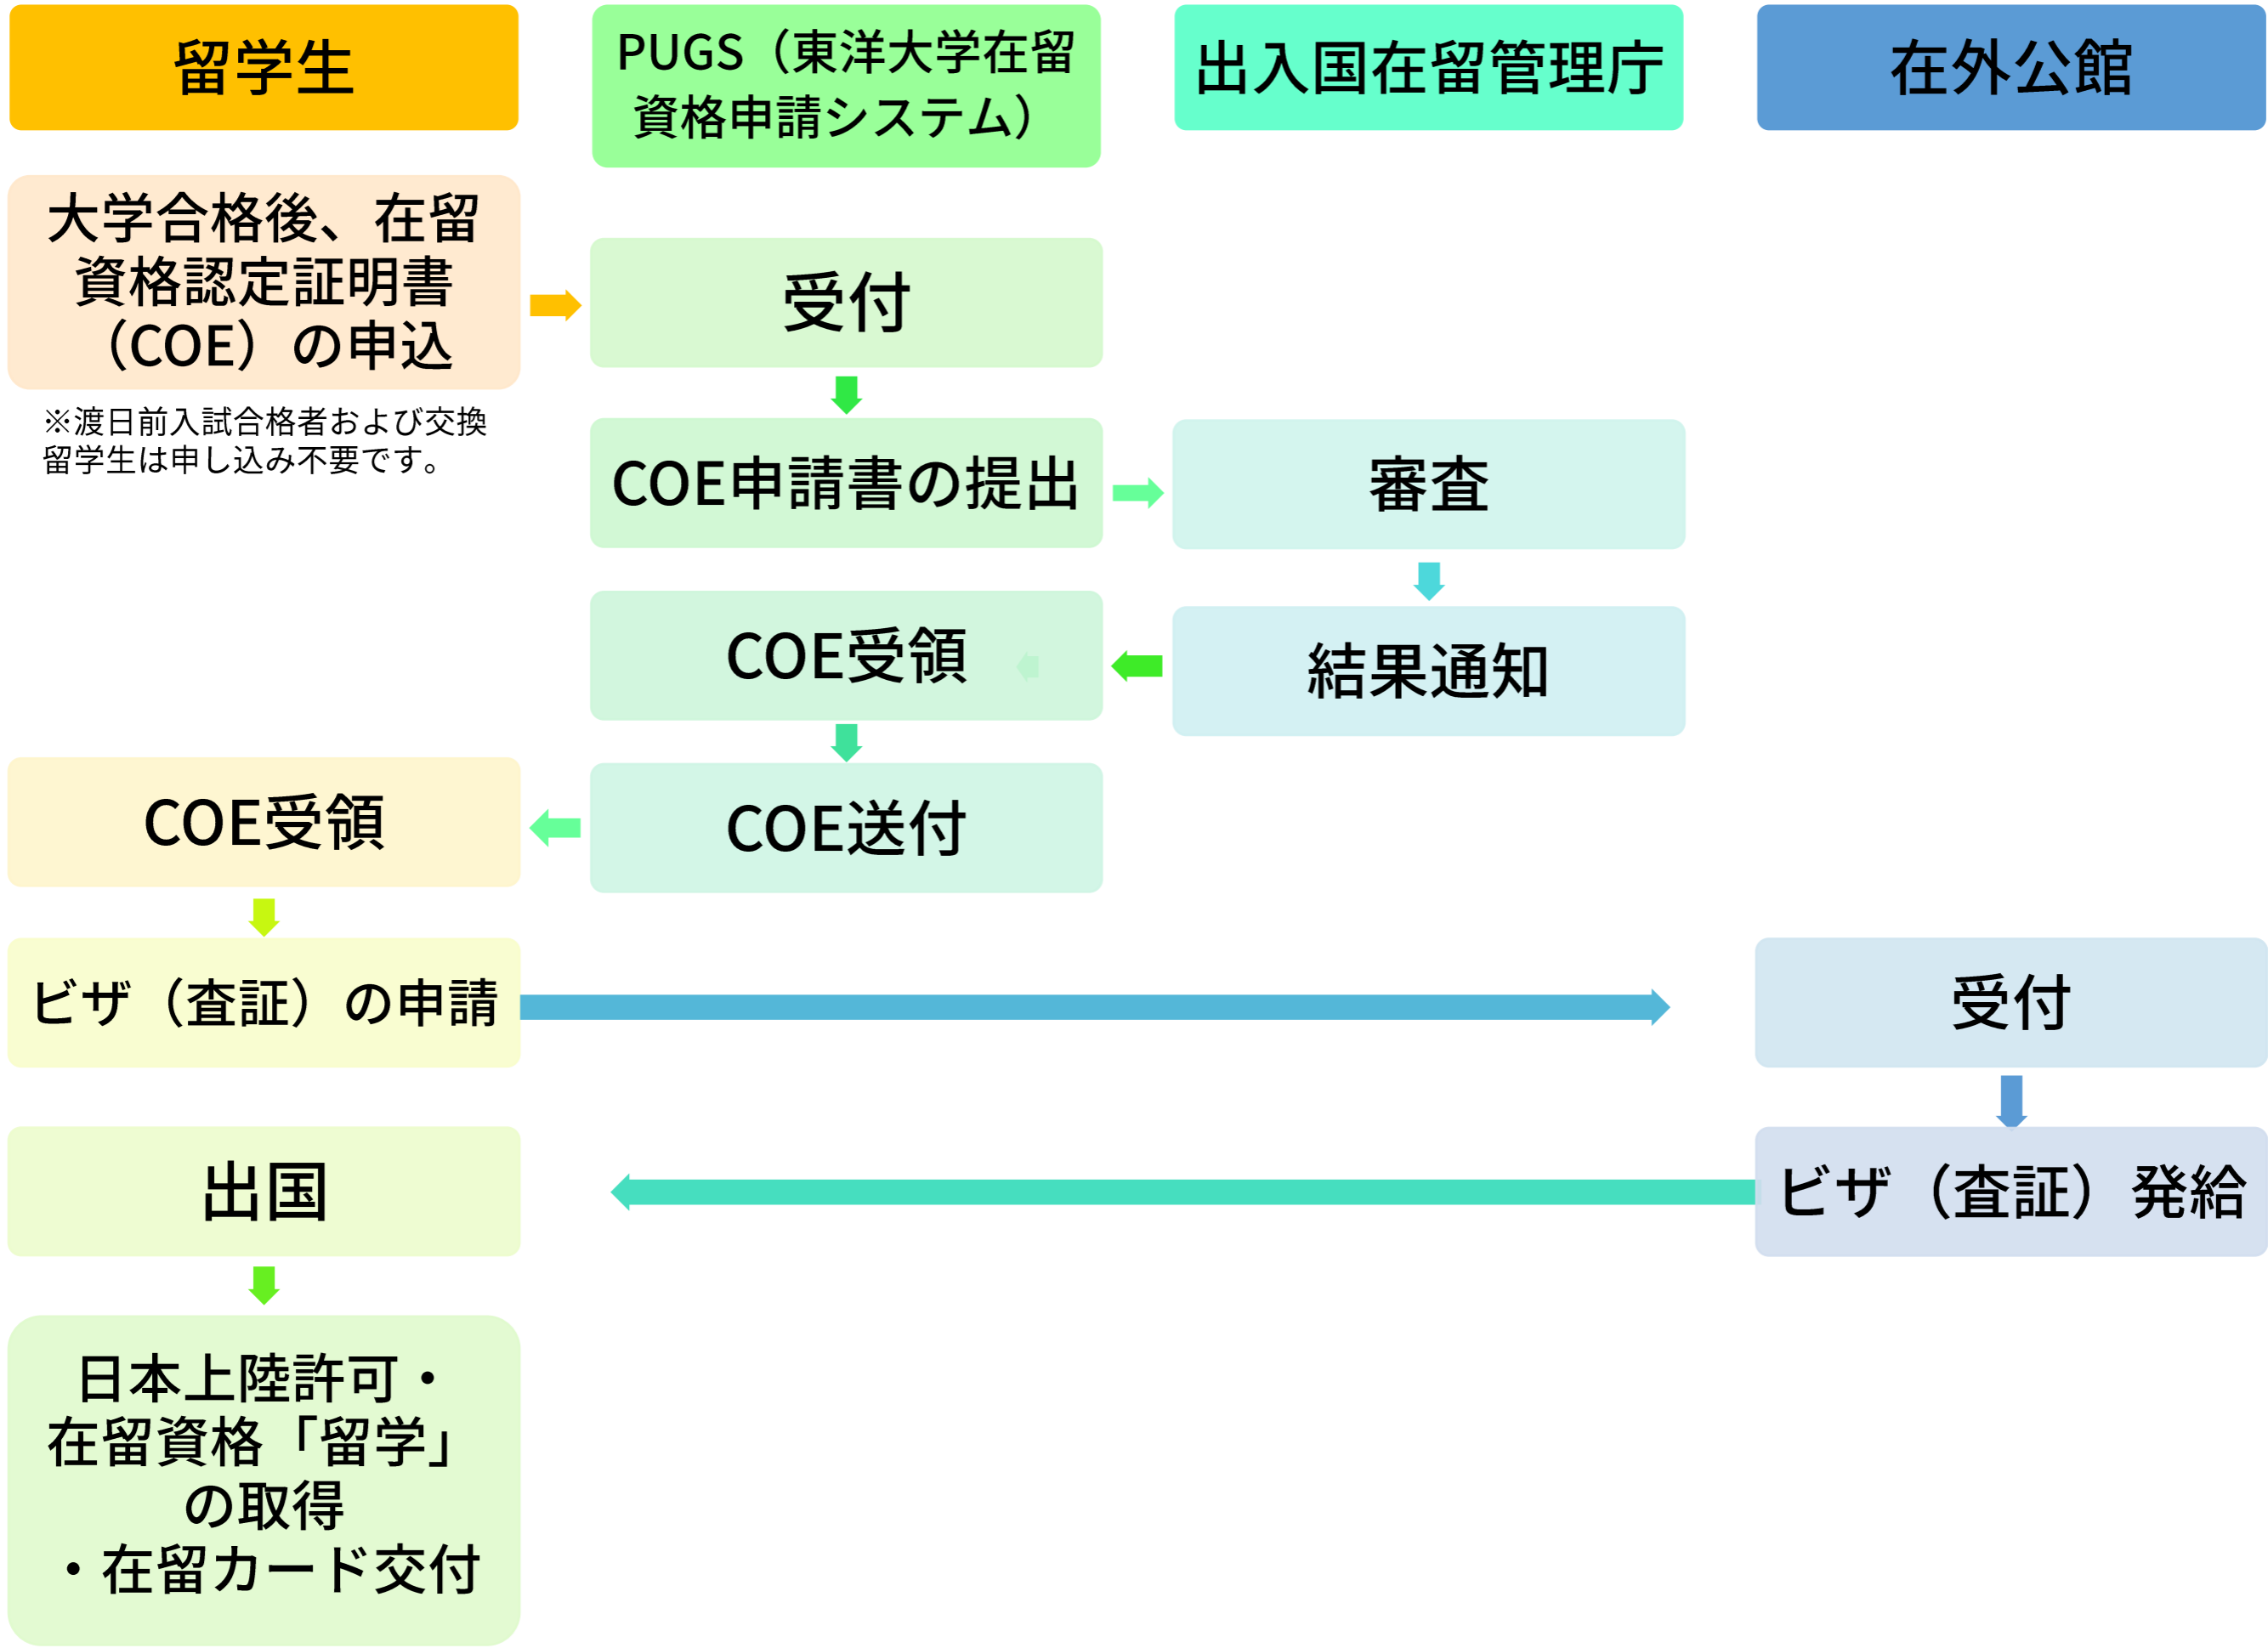 留学生
PUGS（東洋大学在留
資格申請システム）
出入国在留管理庁
在外公館
大学合格後、在留
資格認定証明書
（COE）の申込
受付
※渡日前入試合格者および交換
留学生は申し込み不要です。
COE申請書の提出
審査
COE受領
結果通知
COE受領
COE送付
ビザ（査証）の申請
受付
出国
ビザ（査証）発給
日本上陸許可・
在留資格「留学」
の取得
・在留カード交付